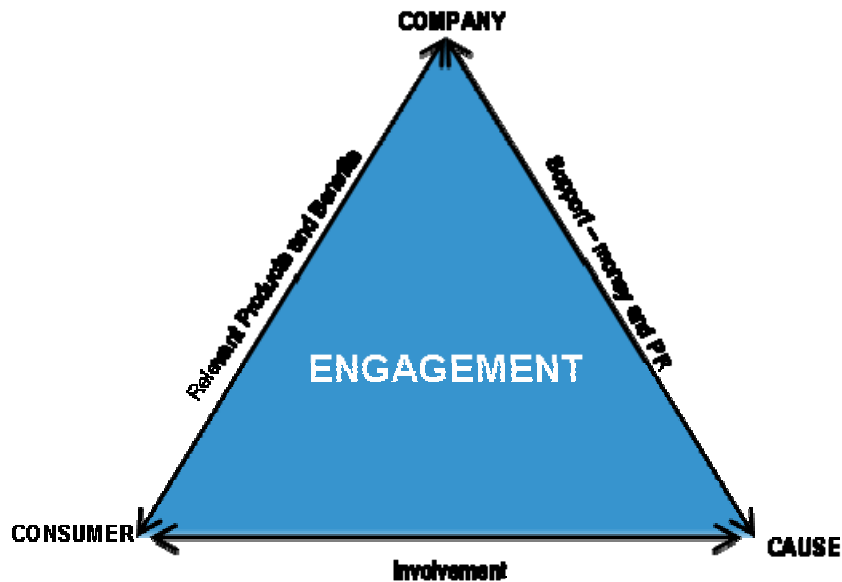 COMPANY
Relevant Products and Benefits
Support – money and PR
ENGAGEMENT
CONSUMER
CAUSE
Involvement